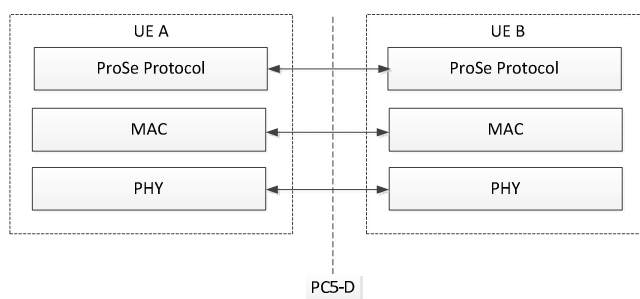 UE A
UE B
ProSe Protocol
ProSe Protocol
MAC
MAC
PHY
PHY
PC5-D